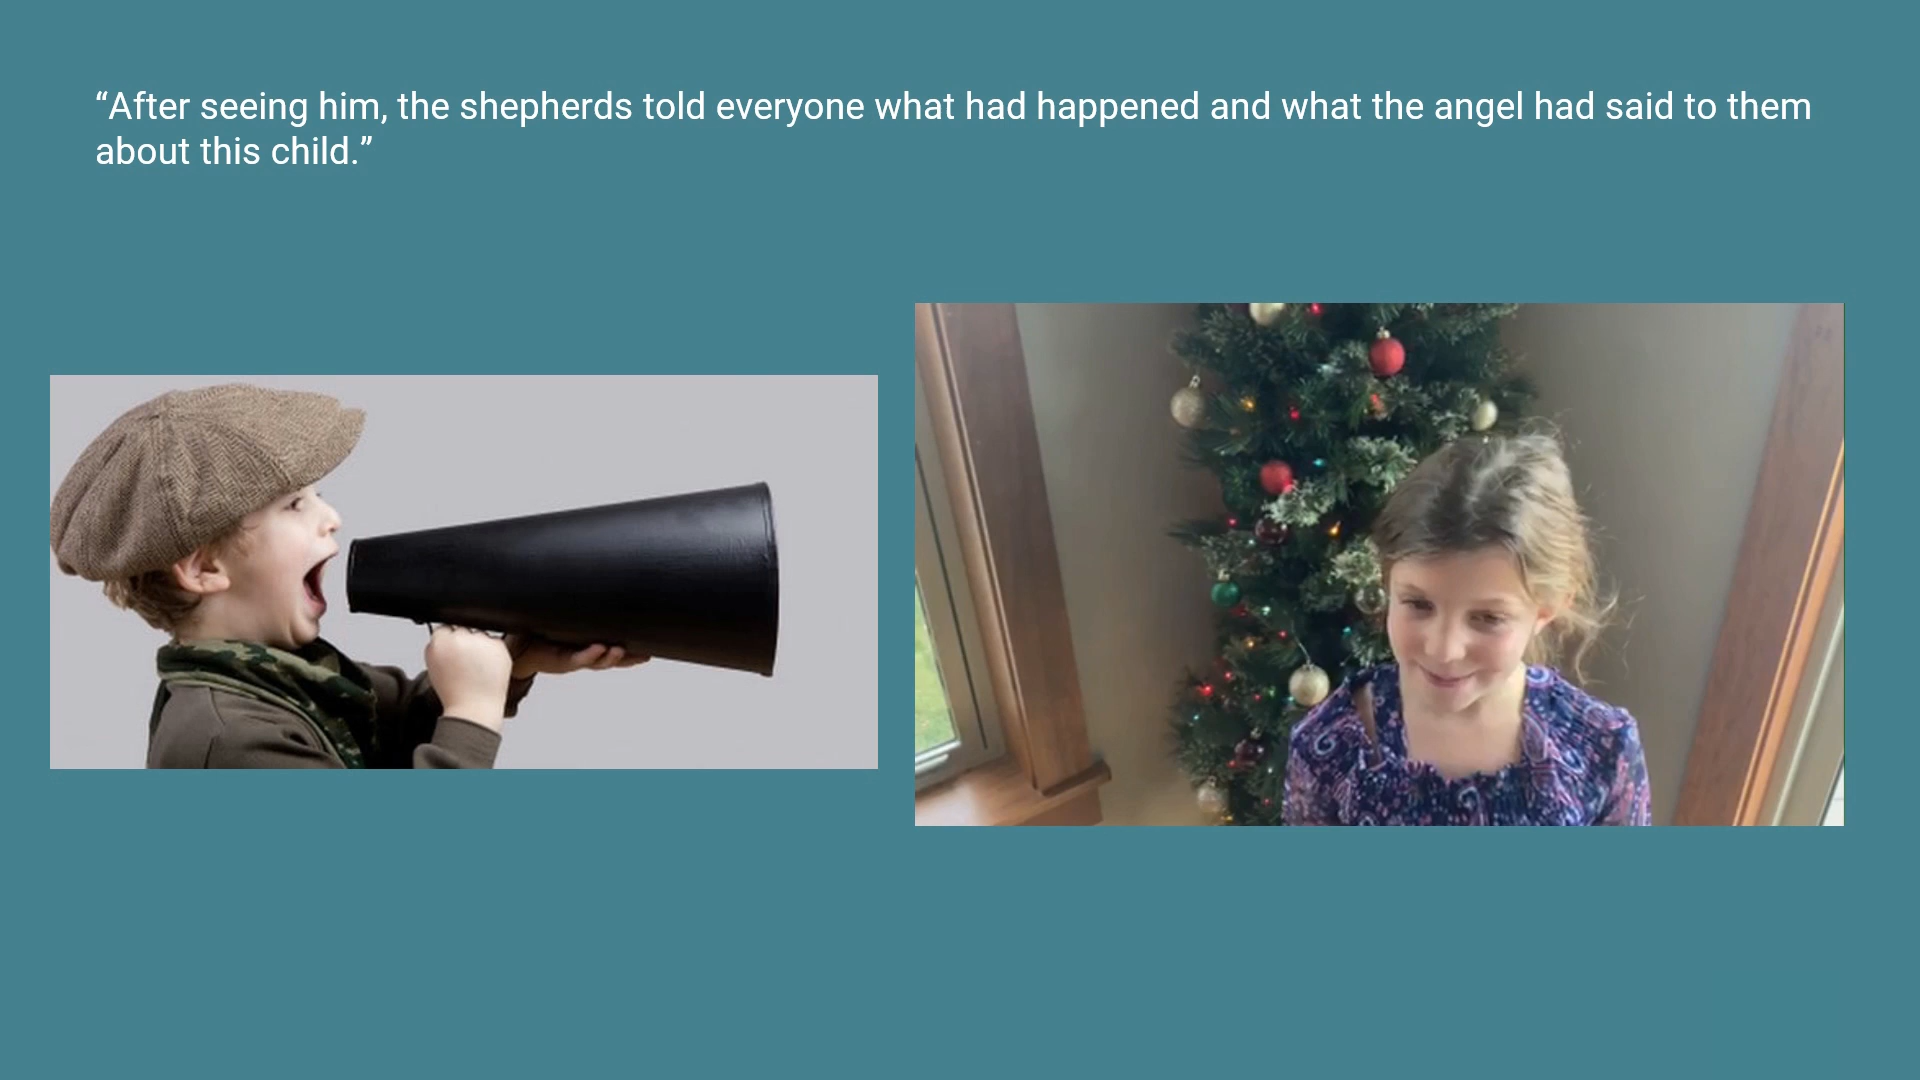 “After seeing him, the shepherds told everyone what had happened and what the angel had said to them
about this child.”